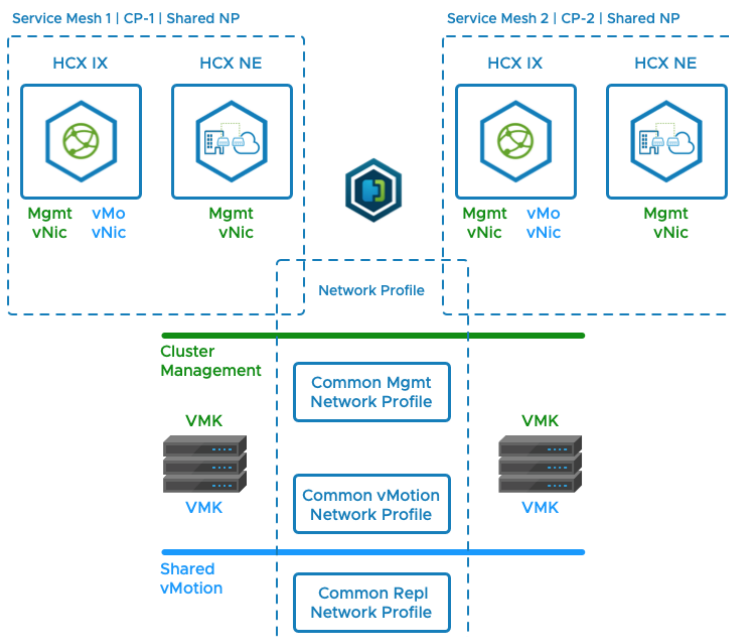 Service Mesh 1 | CP-1 | Shared NP
Service Mesh 2 | CP-2 | Shared NP
HCX IX
HCX NE
HCX IX
HCX NE
Mgmt
vNic
vMo
vNic
Mgmt
vNic
Mgmt
vNic
vMo
vNic
Mgmt
vNic
Network Profile
Cluster
Management
Common Mgmt
Network Profile
VMK
VMK
Common vMotion
Network Profile
VMK
VMK
Shared
vMotion
Common Repl
Network Profile